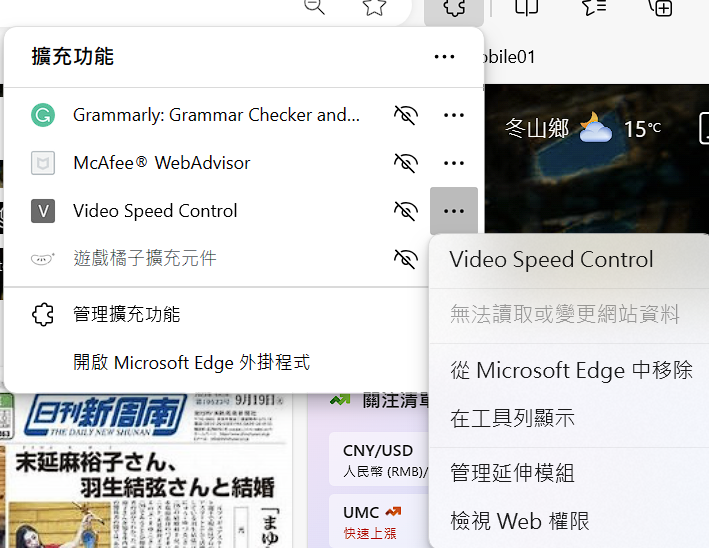 擴充功能
obile01
Grammarly: Grammar Checker and...
McAfee® WebAdvisor
Video Speed Control
遊戲橘子擴充元件
管理擴充功能
開啟 Microsoft Edge 外掛程式
冬山鄉
15°C
Video Speed Control
無法讀取或變更網站資料
從 Microsoft Edge 中移除
在工具列顯示
管理延伸模組
檢視 Web 權限
關注清單
CNY/USD
人民幣 (RMB)/
UMC
快速上漲
9月19日
日刊新周南
THE DAILY NEW SHUNAN
末延麻裕子さん、
羽生結弦さんと結婚
「まゆ